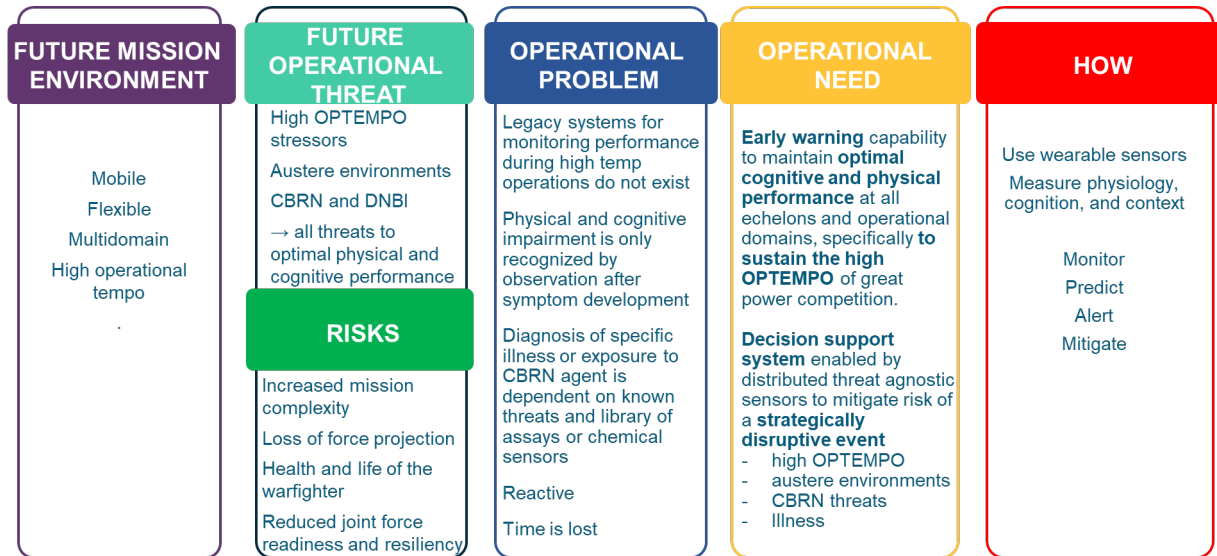 FUTURE MISSION
ENVIRONMENT
Mobile
Flexible
Multidomain
High operational
tempo
.
FUTURE
OPERATIONAL
THREAT
High OPTEMPO
stressors
Austere environments
CBRN and DNBI
→ all threats to
optimal physical and
cognitive performance
RISKS
Increased mission
complexity
Loss of force projection
Health and life of the
warfighter
Reduced joint force
readiness and resiliency
OPERATIONAL
PROBLEM
Legacy systems for
monitoring performance
during high temp
operations do not exist
Physical and cognitive
impairment is only
recognized by
observation after
symptom development
Diagnosis of specific
illness or exposure to
CBRN agent is
dependent on known
threats and library of
assays or chemical
sensors
Reactive
Time is lost
OPERATIONAL
NEED
Early warning capability
to maintain optimal
cognitive and physical
performance at all
echelons and operational
domains, specifically to
sustain the high
OPTEMPO of great
power competition.
Decision support
system enabled by
distributed threat agnostic
sensors to mitigate risk of
a strategically
disruptive event
- high OPTEMPO
- austere environments
- CBRN threats
- Illness
HOW
Use wearable sensors
Measure physiology,
cognition, and context
Monitor
Predict
Alert
Mitigate